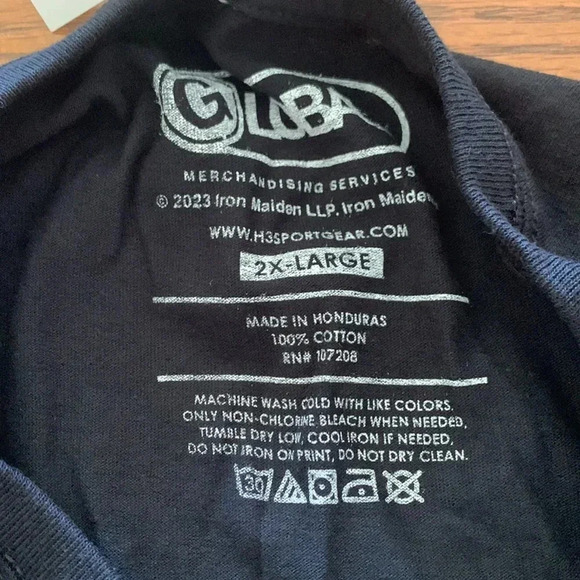 GLOBA
MERCHANDISING SERVICES
© 2023 Iron Maiden LLP. Iron Maiden
WWW.H3SPORTGEAR.COM
2X-LARGE
MADE IN HONDURAS
100% COTTON
RN# 107208
MACHINE WASH COLD WITH LIKE COLORS.
ONLY NON-CHLORINE BLEACH WHEN NEEDED,
TUMBLE DRY LOW, COOL IRON IF NEEDED,
DO NOT IRON ON PRINT, DO NOT DRY CLEAN.
30